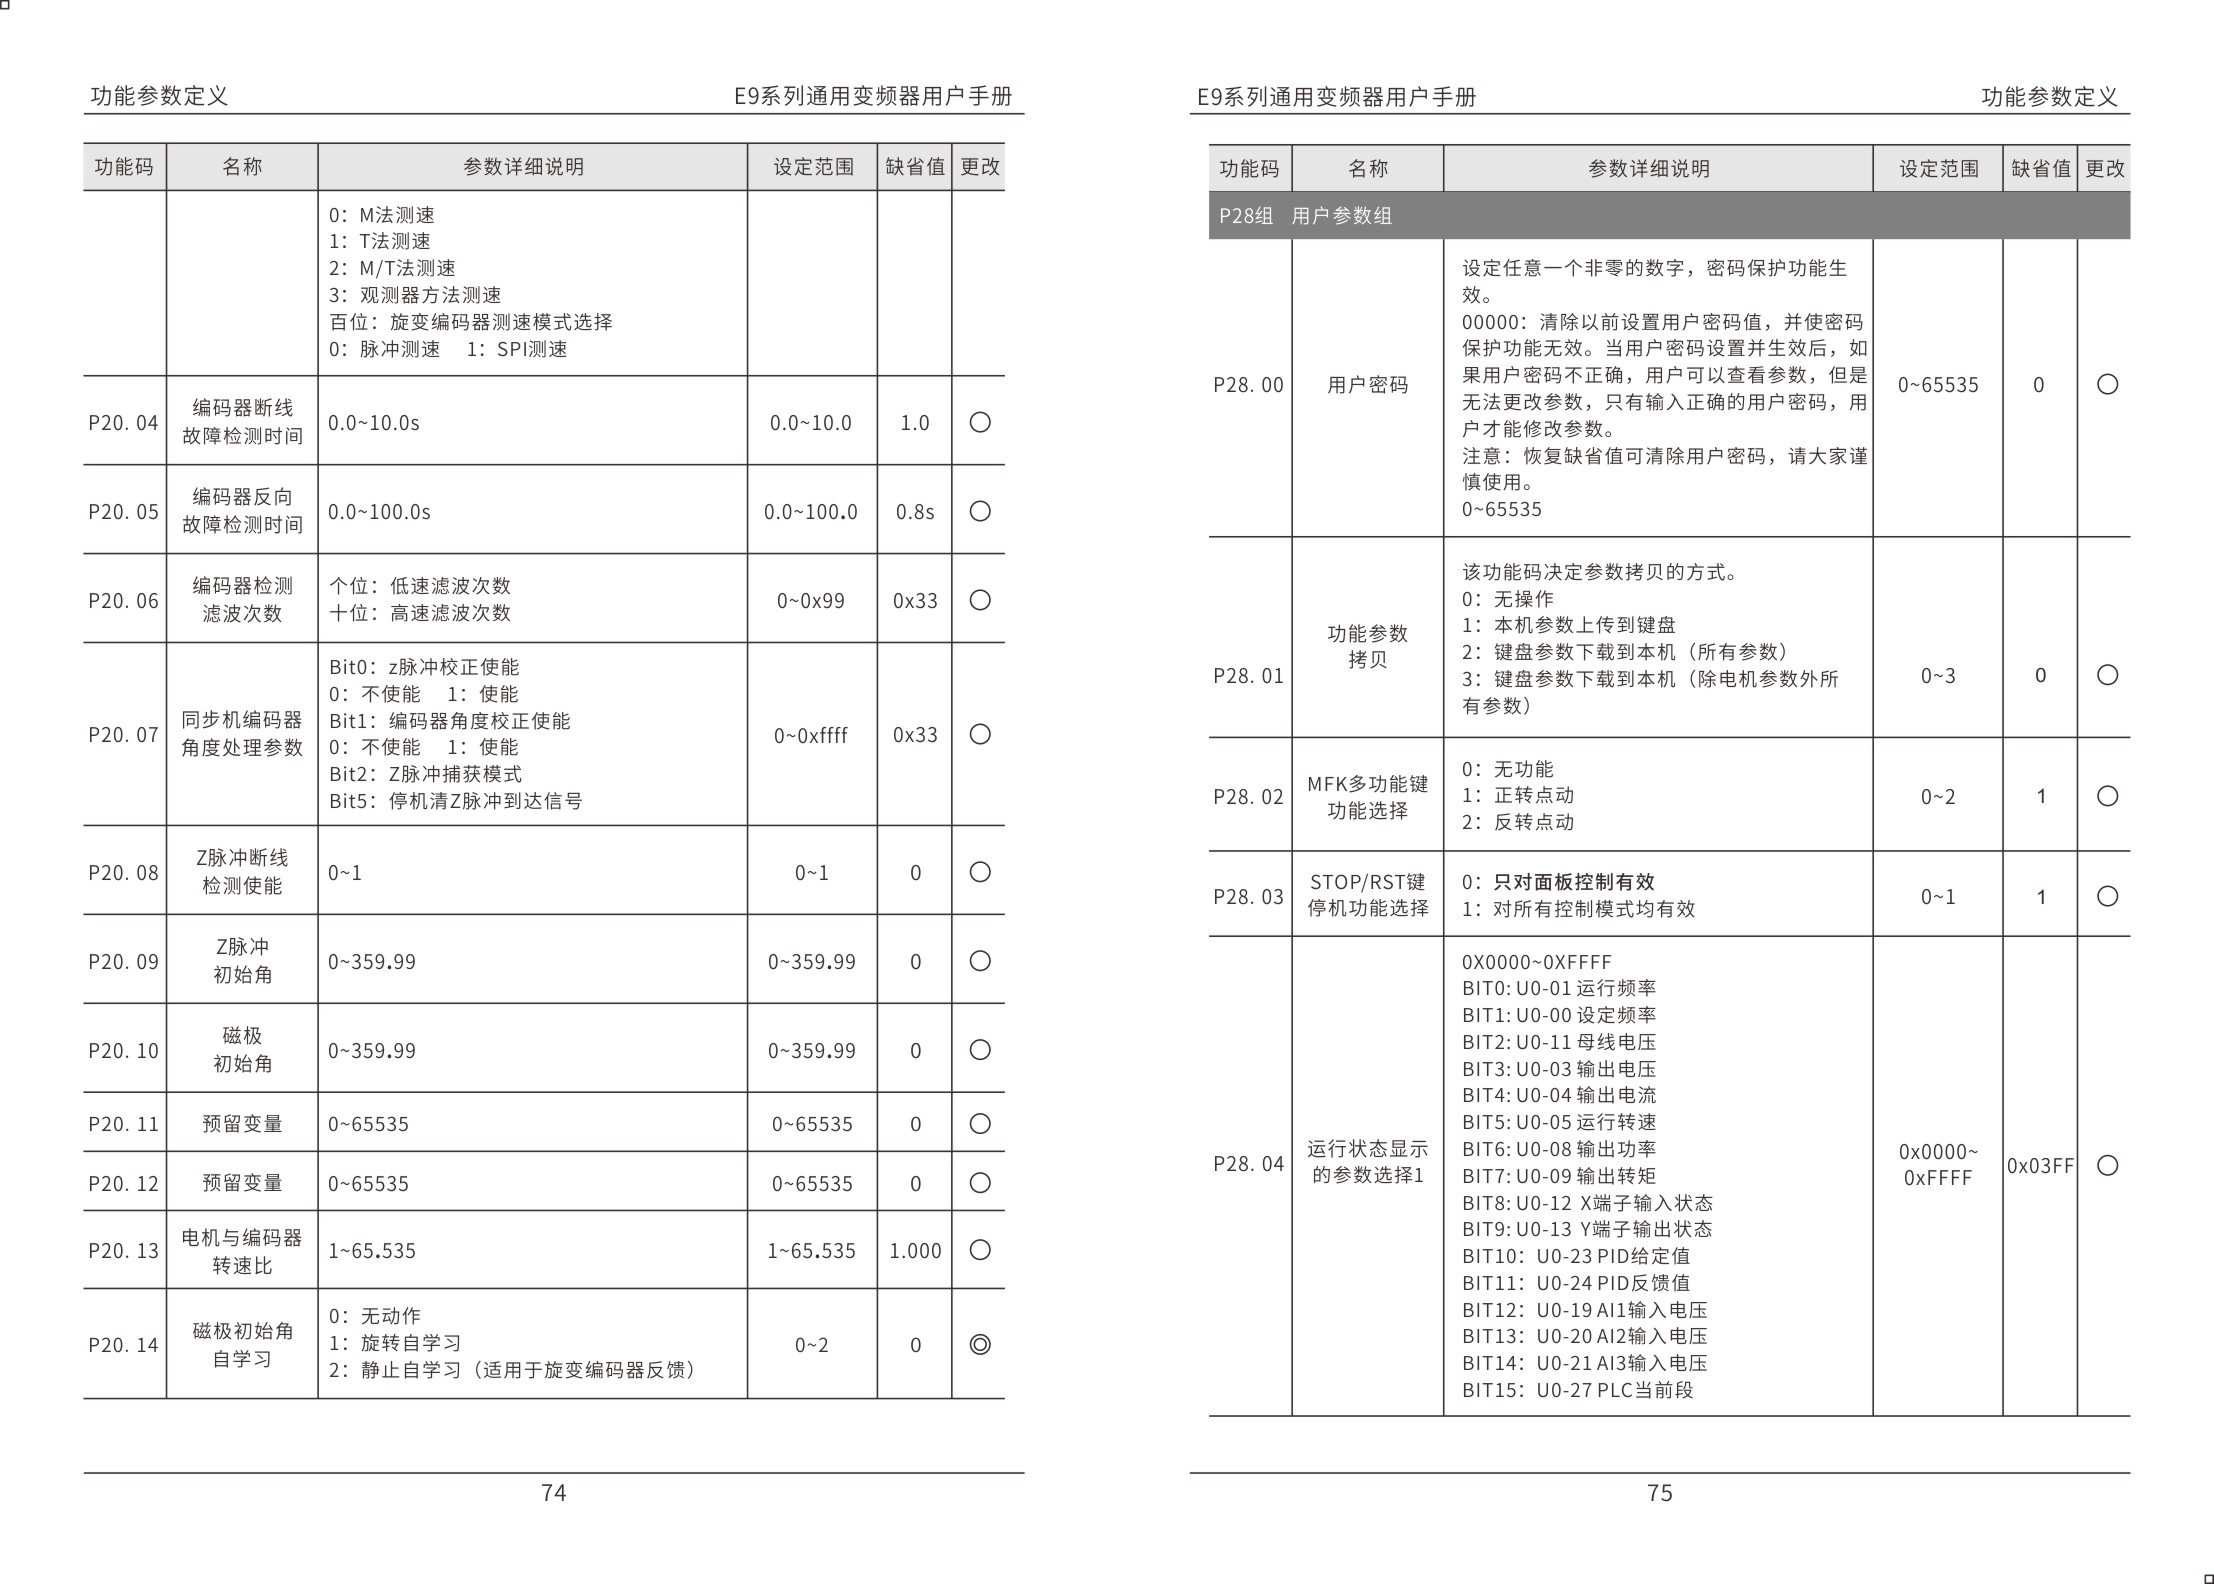 功能参数定义 E9系列通用变频器用户手册
功能码 名称 参数详细说明 设定范围 缺省值 更改
0：M法测速
1：T法测速
2：M/T法测速
3：观测器方法测速
百位：旋变编码器测速模式选择
0：脉冲测速 1：SPI测速
P20.04 编码器断线 0.0~10.0s 0.0~10.0 1.0 ○
故障检测时间
P20.05 编码器反向 0.0~100.0s 0.0~100.0 0.8s ○
故障检测时间
P20.06 编码器检测 个位：低速滤波次数 0~0x99 0x33 ○
滤波次数 十位：高速滤波次数
Bit0：z脉冲校正使能
0：不使能 1：使能
P20.07 同步机编码器 Bit1：编码器角度校正使能 0~0xffff 0x33 ○
角度处理参数 0：不使能 1：使能
Bit2：Z脉冲捕获模式
Bit5：停机清Z脉冲到达信号
P20.08 Z脉冲断线 0~1 0~1 0 ○
检测使能
P20.09 Z脉冲 0~359.99 0~359.99 0 ○
初始角
P20.10 磁极 0~359.99 0~359.99 0 ○
初始角
P20.11 预留变量 0~65535 0~65535 0 ○
P20.12 预留变量 0~65535 0~65535 0 ○
P20.13 电机与编码器 1~65.535 1~65.535 1.000 ○
转速比
0：无动作
P20.14 磁极初始角 1：旋转自学习 0~2 0 ◎
自学习 2：静止自学习（适用于旋变编码器反馈）
74
E9系列通用变频器用户手册 功能参数定义
功能码 名称 参数详细说明 设定范围 缺省值 更改
P28组 用户参数组
设定任意一个非零的数字，密码保护功能生
效。
00000：清除以前设置用户密码值，并使密码
保护功能无效。当用户密码设置并生效后，如
P28.00 用户密码 果用户密码不正确，用户可以查看参数，但是 0~65535 0 ○
无法更改参数，只有输入正确的用户密码，用
户才能修改参数。
注意：恢复缺省值可清除用户密码，请大家谨
慎使用。
0~65535
该功能码决定参数拷贝的方式。
0：无操作
功能参数 1：本机参数上传到键盘
拷贝 2：键盘参数下载到本机（所有参数）
P28.01 3：键盘参数下载到本机（除电机参数外所 0~3 0 ○
有参数）
0：无功能
P28.02 MFK多功能键 1：正转点动 0~2 1 ○
功能选择 2：反转点动
P28.03 STOP/RST键 0：只对面板控制有效 0~1 1 ○
停机功能选择 1：对所有控制模式均有效
0X0000~0XFFFF
BIT0: U0-01 运行频率
BIT1: U0-00 设定频率
BIT2: U0-11 母线电压
BIT3: U0-03 输出电压
BIT4: U0-04 输出电流
BIT5: U0-05 运行转速
BIT6: U0-08 输出功率
P28.04 运行状态显示 BIT7: U0-09 输出转矩 0x0000~ 0x03FF ○
的参数选择1 BIT8: U0-12 X端子输入状态 0xFFFF
BIT9: U0-13 Y端子输出状态
BIT10：U0-23 PID给定值
BIT11：U0-24 PID反馈值
BIT12：U0-19 AI1输入电压
BIT13：U0-20 AI2输入电压
BIT14：U0-21 AI3输入电压
BIT15：U0-27 PLC当前段
75